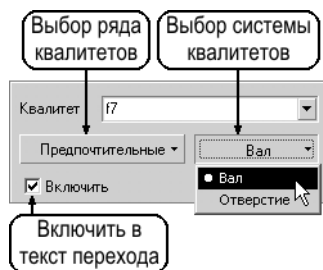 Выбор ряда
квалитетов
Выбор системы
квалитетов
Квалитет f7
Предпочтительные Вал
Включить
Вал
Отверстие
Включить в
текст перехода